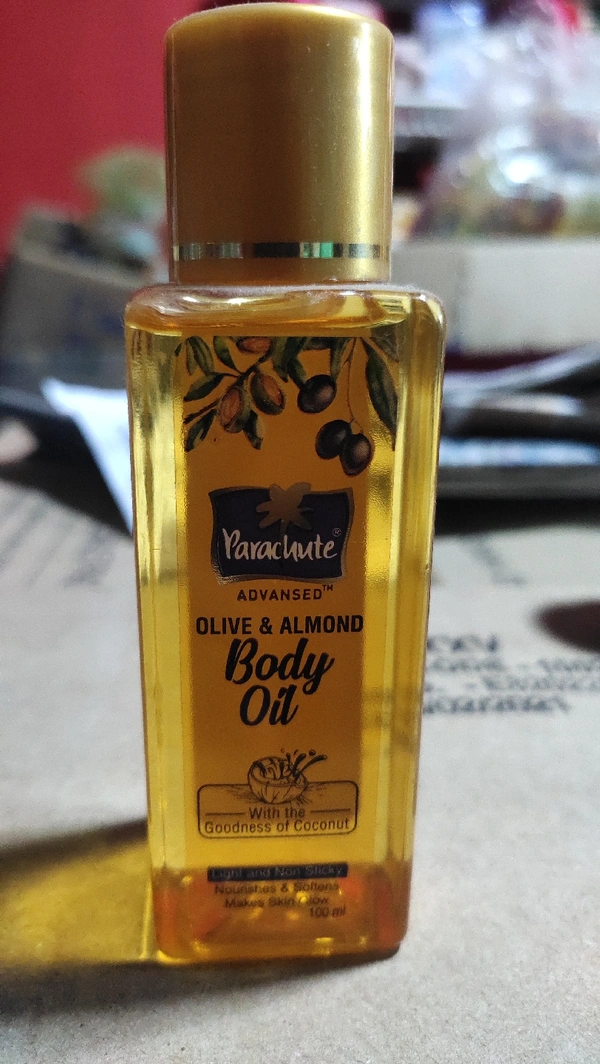 Parachute®
ADVANSED™
OLIVE & ALMOND
Body
Oil
With the
Goodness of Coconut
Light and Non Sticky
Nourishes & Softens
Makes Skin Glow
100 ml